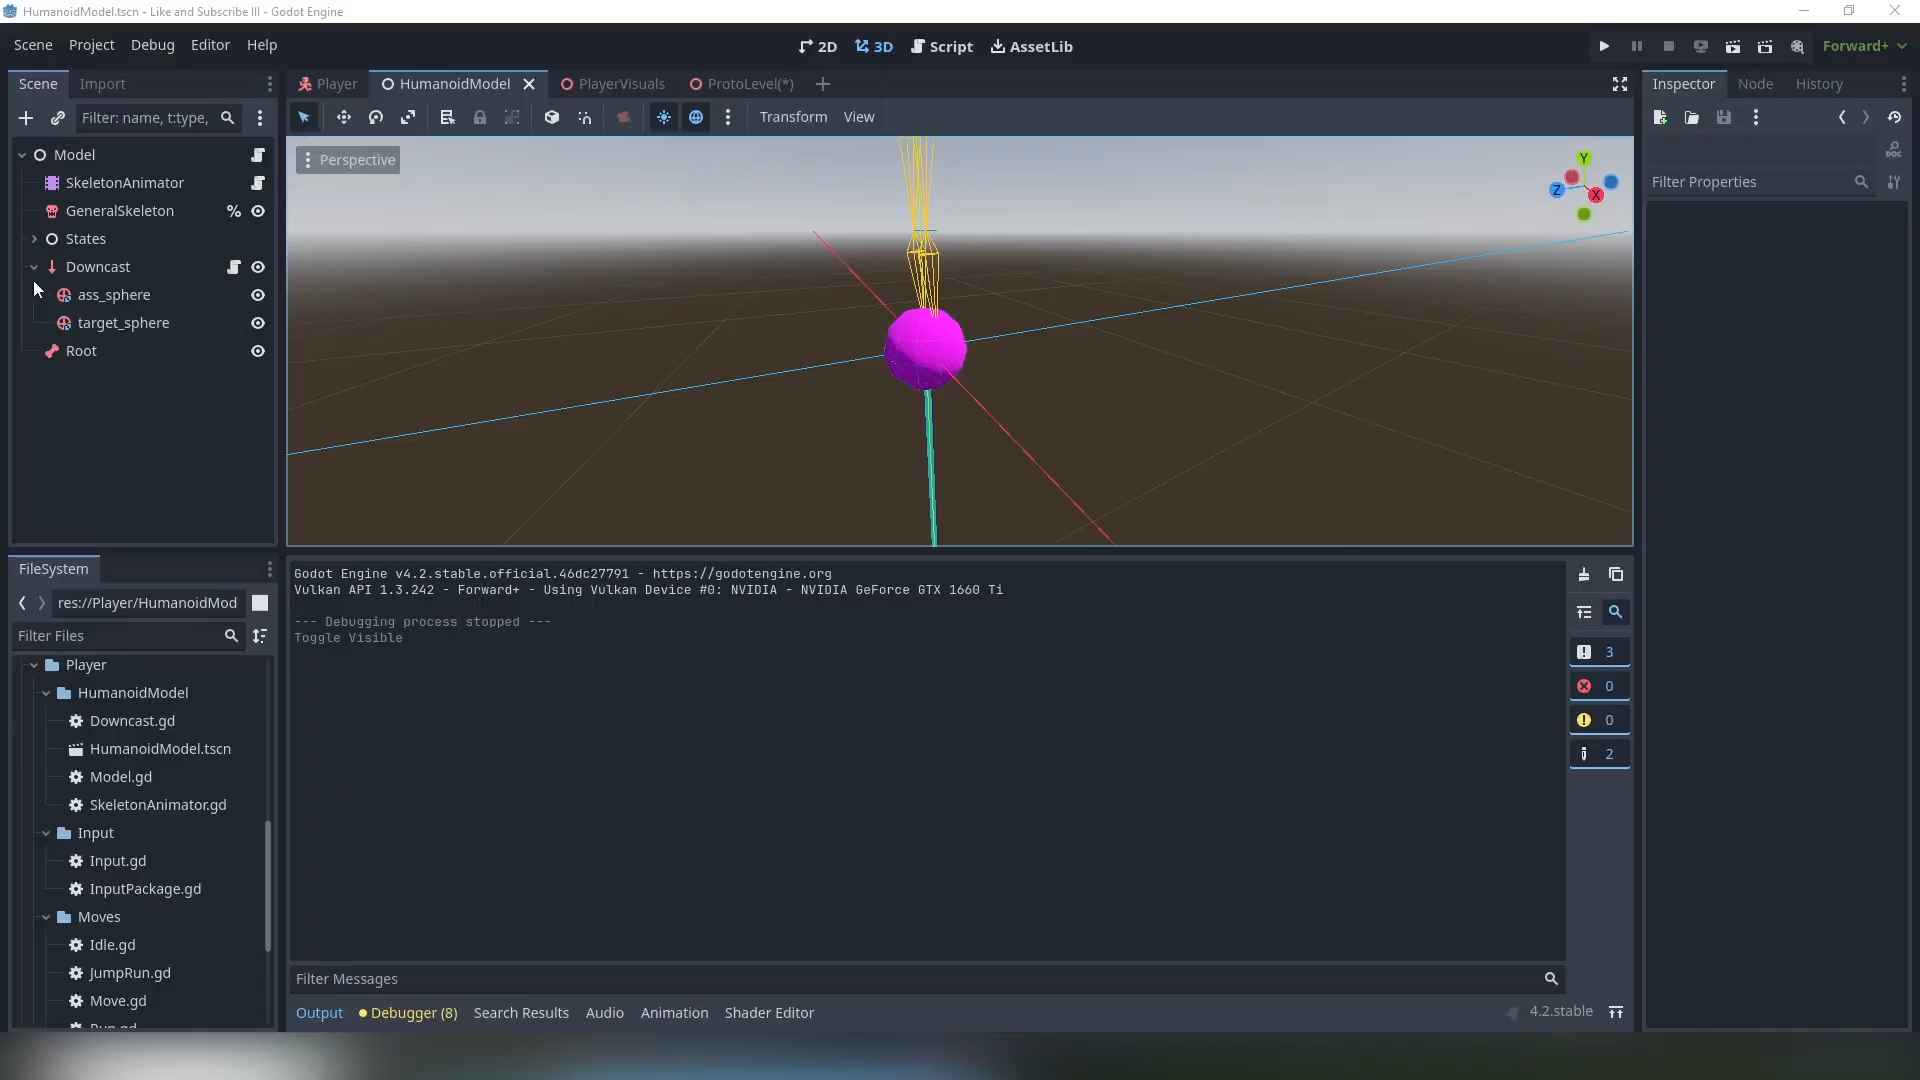 HumanoidModel.tscn - Like and Subscribe III - Godot Engine
Scene Project Debug Editor Help
2D 3D Script AssetLib
Forward+
Scene Import
Player HumanoidModel PlayerVisuals ProtoLevel(*)
Inspector Node History
Filter: name, t:type,
Transform View
Perspective
Y
Z
X
DOC
Filter Properties
Model
SkeletonAnimator
GeneralSkeleton %
States
Downcast
ass_sphere
target_sphere
Root
FileSystem
res://Player/HumanoidMod
Filter Files
Player
HumanoidModel
Downcast.gd
HumanoidModel.tscn
Model.gd
SkeletonAnimator.gd
Input
Input.gd
InputPackage.gd
Moves
Idle.gd
JumpRun.gd
Move.gd
Run.gd
Godot Engine v4.2.stable.official.46dc27791 - https://godotengine.org
Vulkan API 1.3.242 - Forward+ - Using Vulkan Device #0: NVIDIA - NVIDIA GeForce GTX 1660 Ti
--- Debugging process stopped ---
Toggle Visible
3
0
0
2
Filter Messages
Output Debugger (8) Search Results Audio Animation Shader Editor
4.2.stable